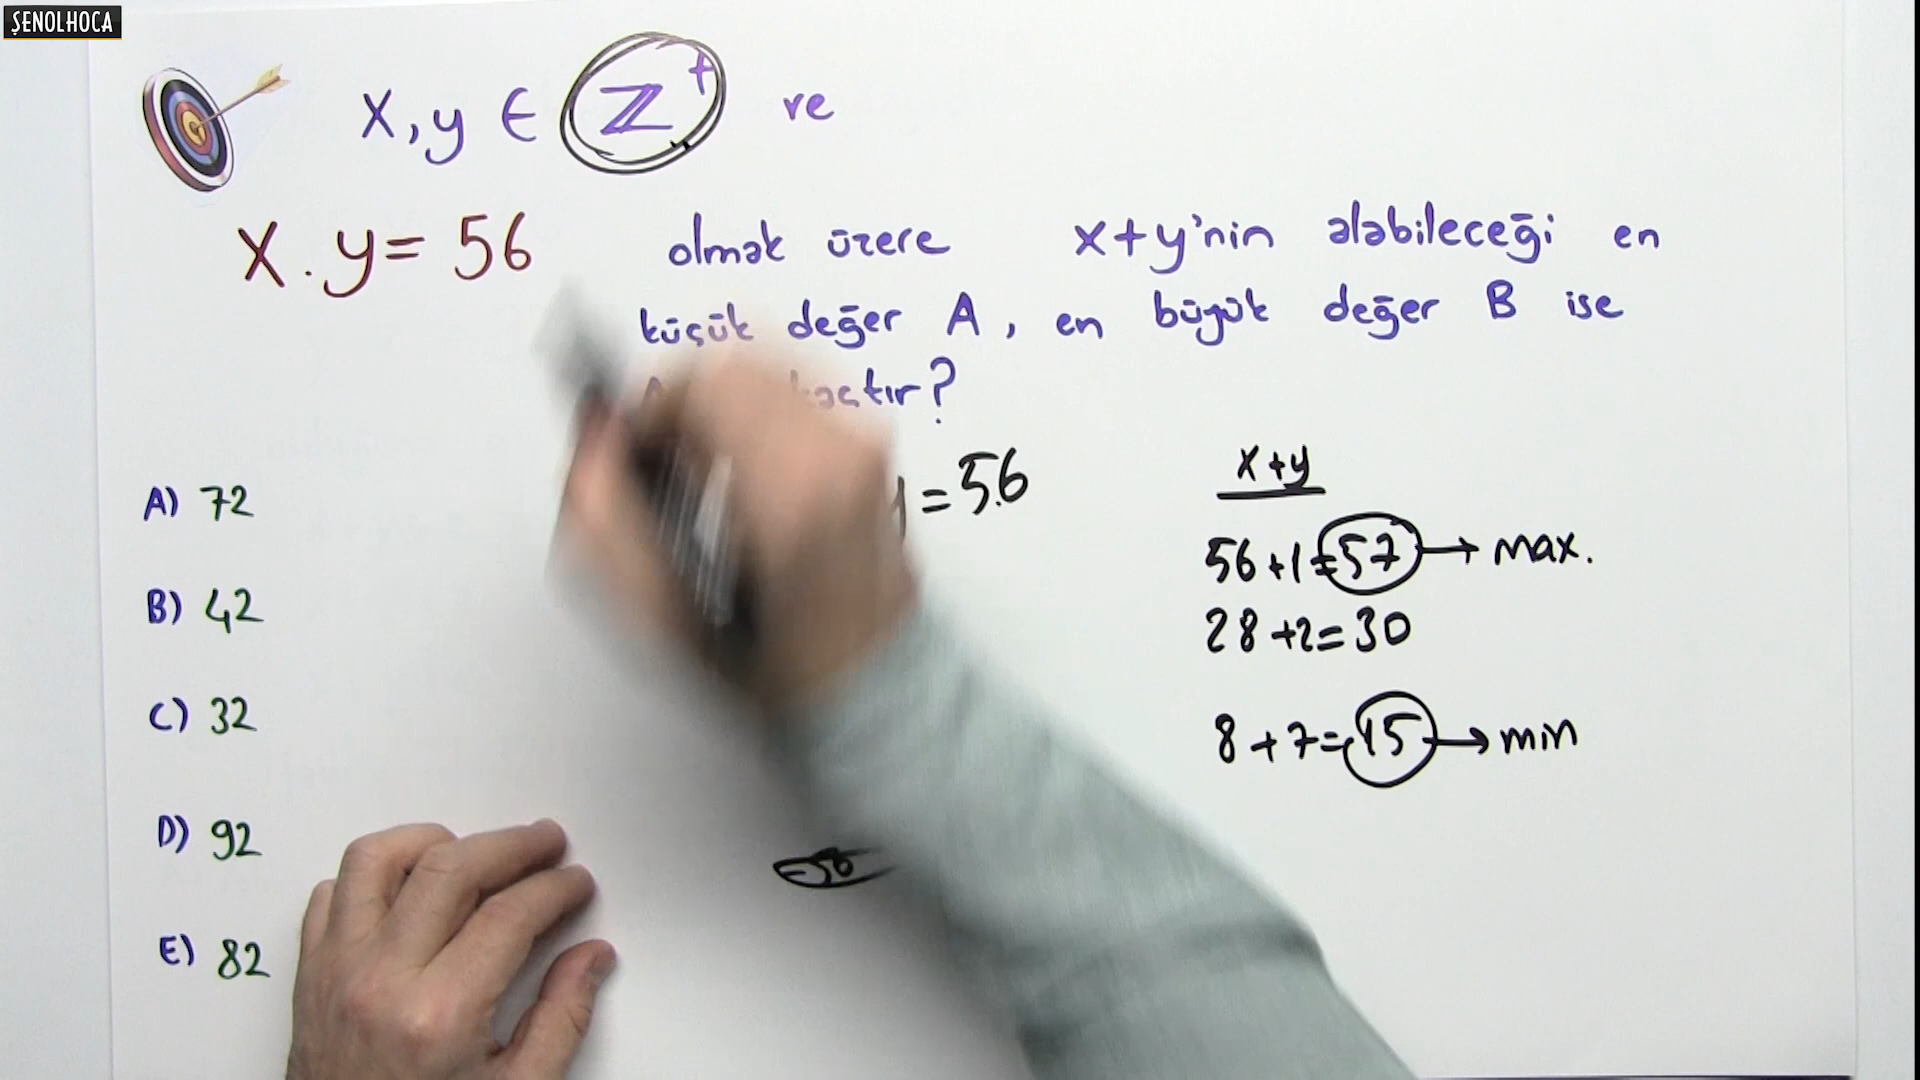 ŞENOLHOCA
x, y ∈ Z⁺ ve
x . y = 56 olmak üzere x+y'nin alabileceği en
küçük değer A, en büyük değer B ise
kaçtır?
= 56
x+y
56+1=57 → max.
28+2=30
8+7=15 → min
A) 72
B) 42
C) 32
D) 92
E) 82